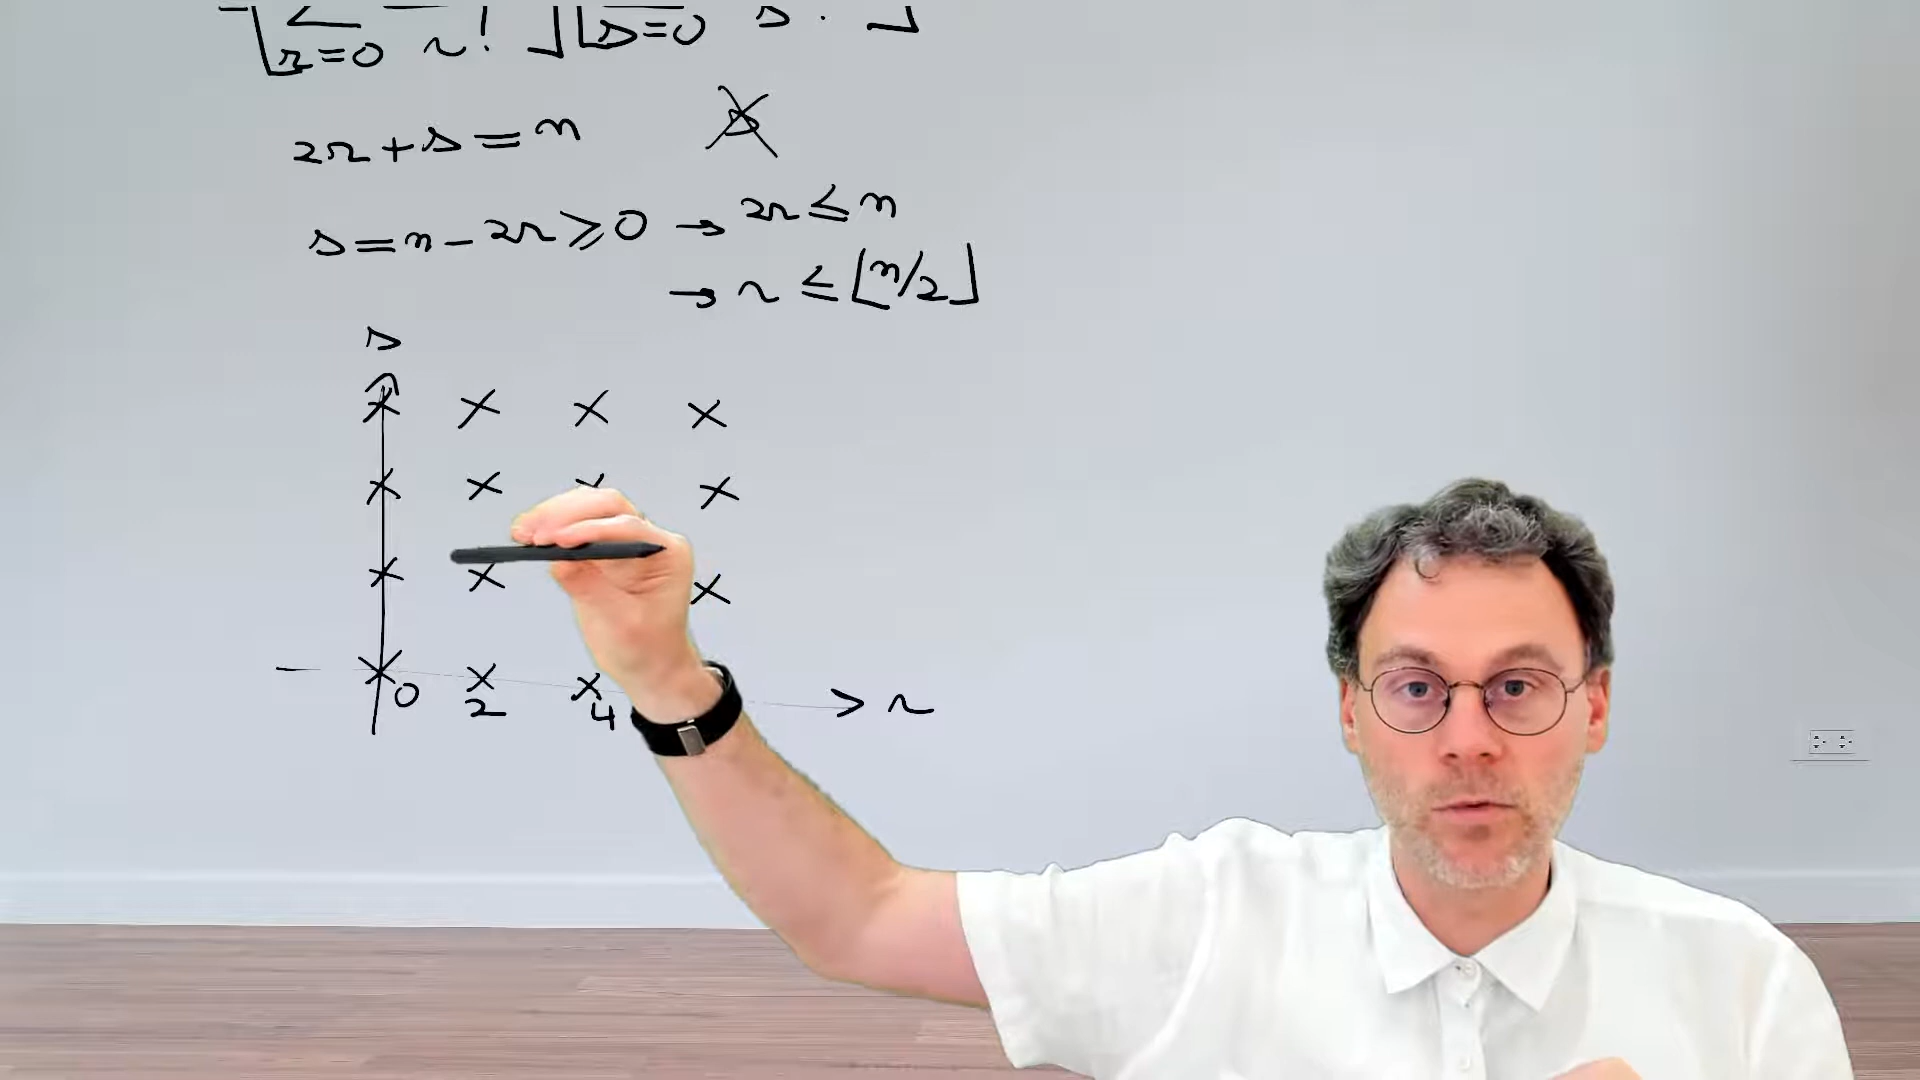 r=0 r! s=0 s!
2r+s=n s
s=n-2r≥0 → 2r≤n
→ r≤⌊n/2⌋
s
0 2 4 r